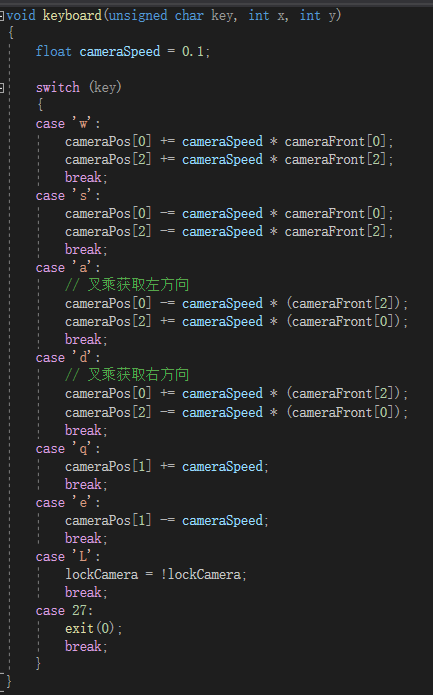 void keyboard(unsigned char key, int x, int y)
{
    float cameraSpeed = 0.1;

    switch (key)
    {
    case 'w':
        cameraPos[0] += cameraSpeed * cameraFront[0];
        cameraPos[2] += cameraSpeed * cameraFront[2];
        break;
    case 's':
        cameraPos[0] -= cameraSpeed * cameraFront[0];
        cameraPos[2] -= cameraSpeed * cameraFront[2];
        break;
    case 'a':
        // 叉乘获取左方向
        cameraPos[0] -= cameraSpeed * (cameraFront[2]);
        cameraPos[2] += cameraSpeed * (cameraFront[0]);
        break;
    case 'd':
        // 叉乘获取右方向
        cameraPos[0] += cameraSpeed * (cameraFront[2]);
        cameraPos[2] -= cameraSpeed * (cameraFront[0]);
        break;
    case 'q':
        cameraPos[1] += cameraSpeed;
        break;
    case 'e':
        cameraPos[1] -= cameraSpeed;
        break;
    case 'L':
        lockCamera = !lockCamera;
        break;
    case 27:
        exit(0);
        break;
    }
}